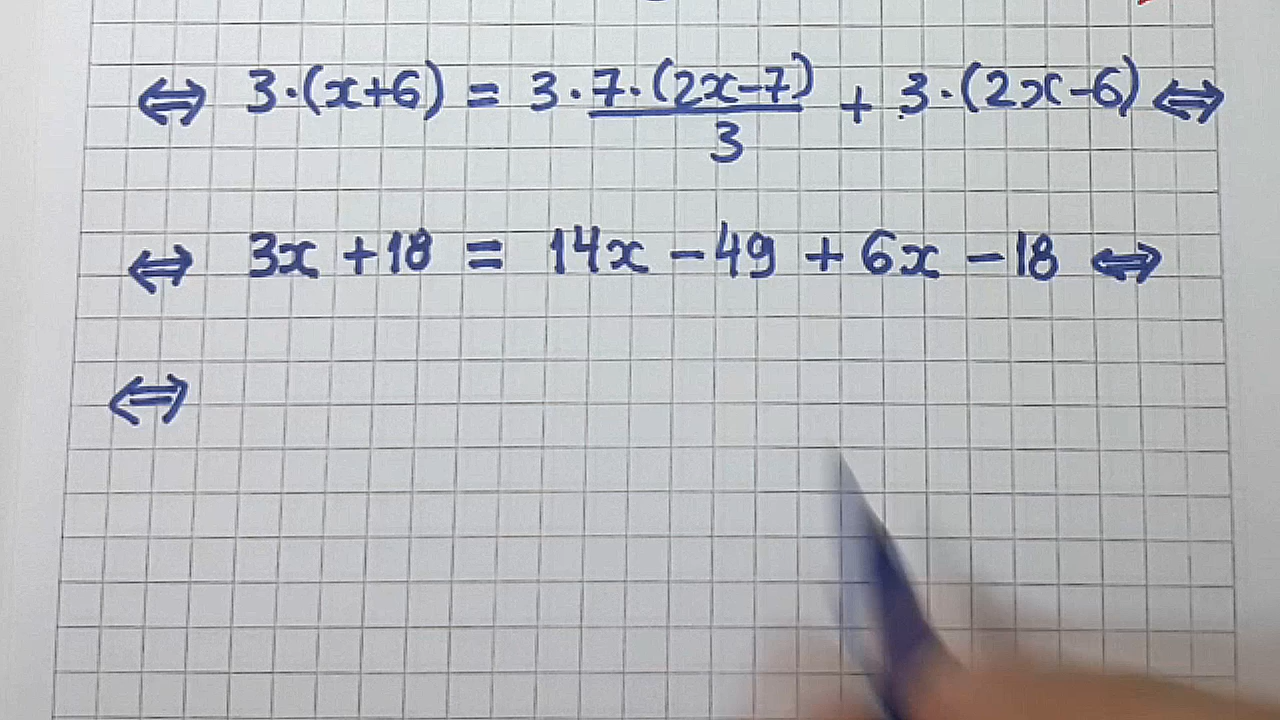 ⇔ 3·(x+6) = 3·7·(2x-7)/3 + 3·(2x-6) ⇔
⇔ 3x + 18 = 14x - 49 + 6x - 18 ⇔
⇔